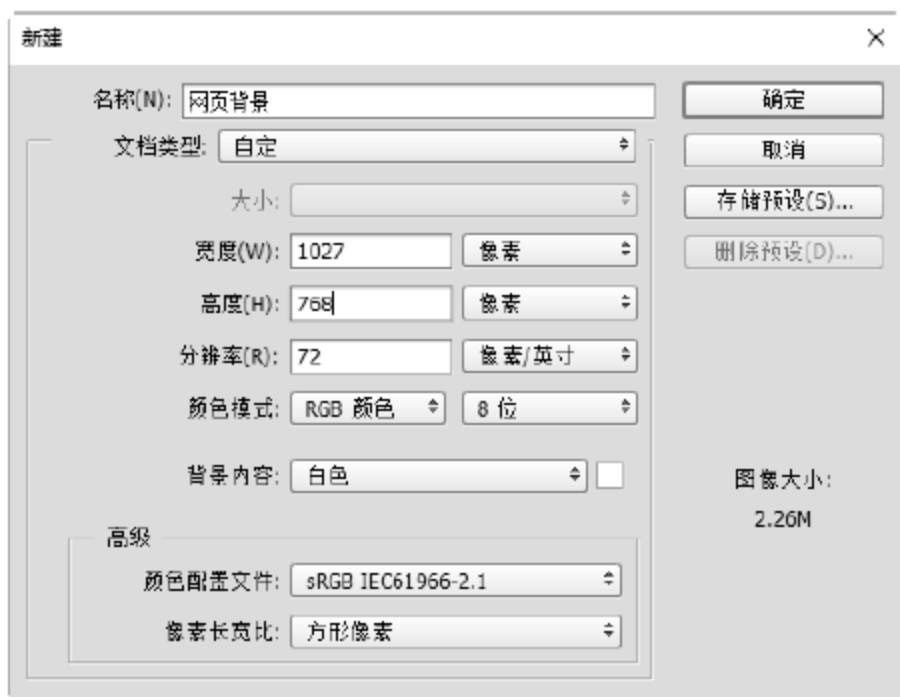 新建
名称(N): 网页背景 确定
文档类型: 自定 取消
大小: 存储预设(S)...
宽度(W): 1027 像素 删除预设(D)...
高度(H): 768 像素
分辨率(R): 72 像素/英寸
颜色模式: RGB 颜色 8 位
背景内容: 白色 图像大小:
2.26M
高级
颜色配置文件: sRGB IEC61966-2.1
像素长宽比: 方形像素